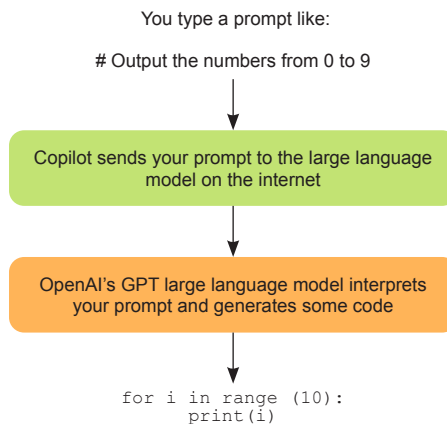 You type a prompt like:
# Output the numbers from 0 to 9
Copilot sends your prompt to the large language
model on the internet
OpenAI's GPT large language model interprets
your prompt and generates some code
for i in range (10):
    print(i)